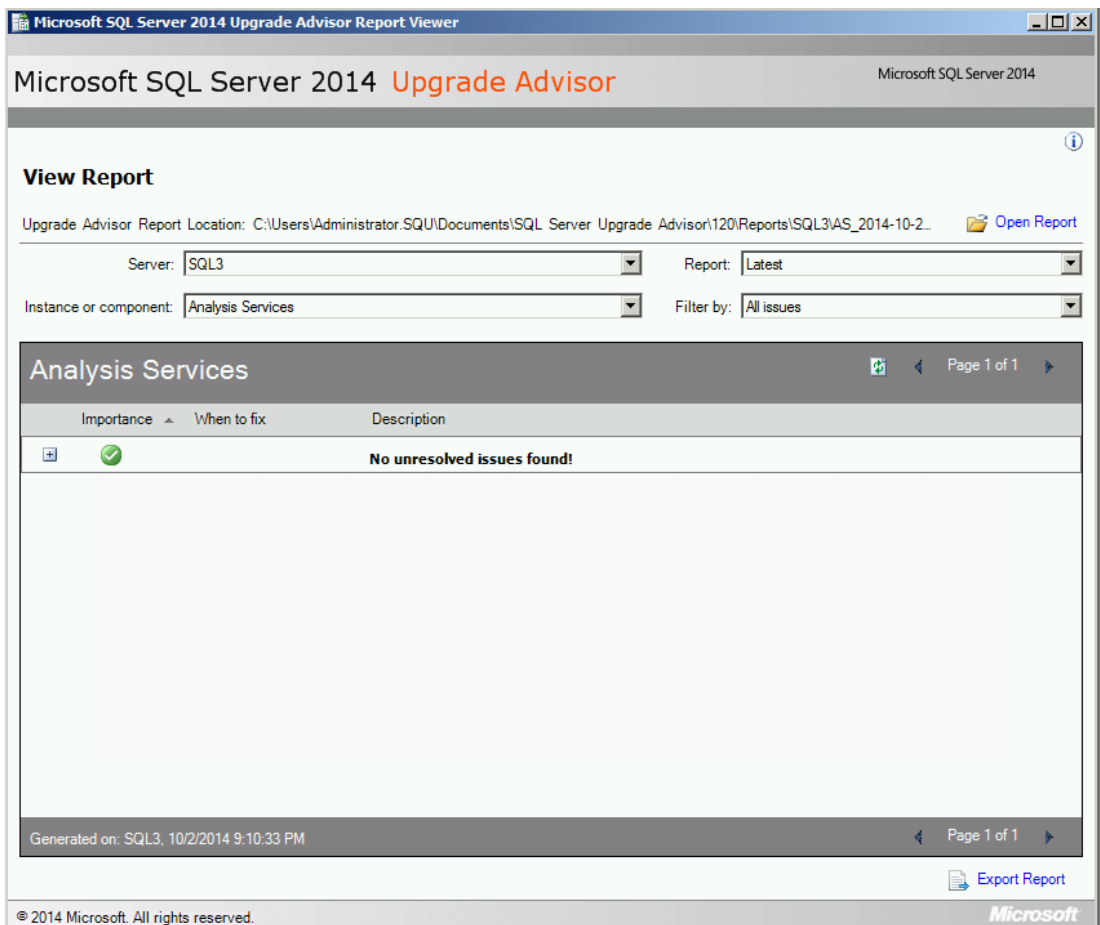 Microsoft SQL Server 2014 Upgrade Advisor Report Viewer
Microsoft SQL Server 2014 Upgrade Advisor
Microsoft SQL Server 2014
View Report
Upgrade Advisor Report Location: C:\Users\Administrator.SQU\Documents\SQL Server Upgrade Advisor\120\Reports\SQL3\AS_2014-10-2... Open Report
Server: SQL3 Report: Latest
Instance or component: Analysis Services Filter by: All issues
Analysis Services Page 1 of 1
Importance When to fix Description
No unresolved issues found!
Generated on: SQL3, 10/2/2014 9:10:33 PM Page 1 of 1
Export Report
© 2014 Microsoft. All rights reserved. Microsoft